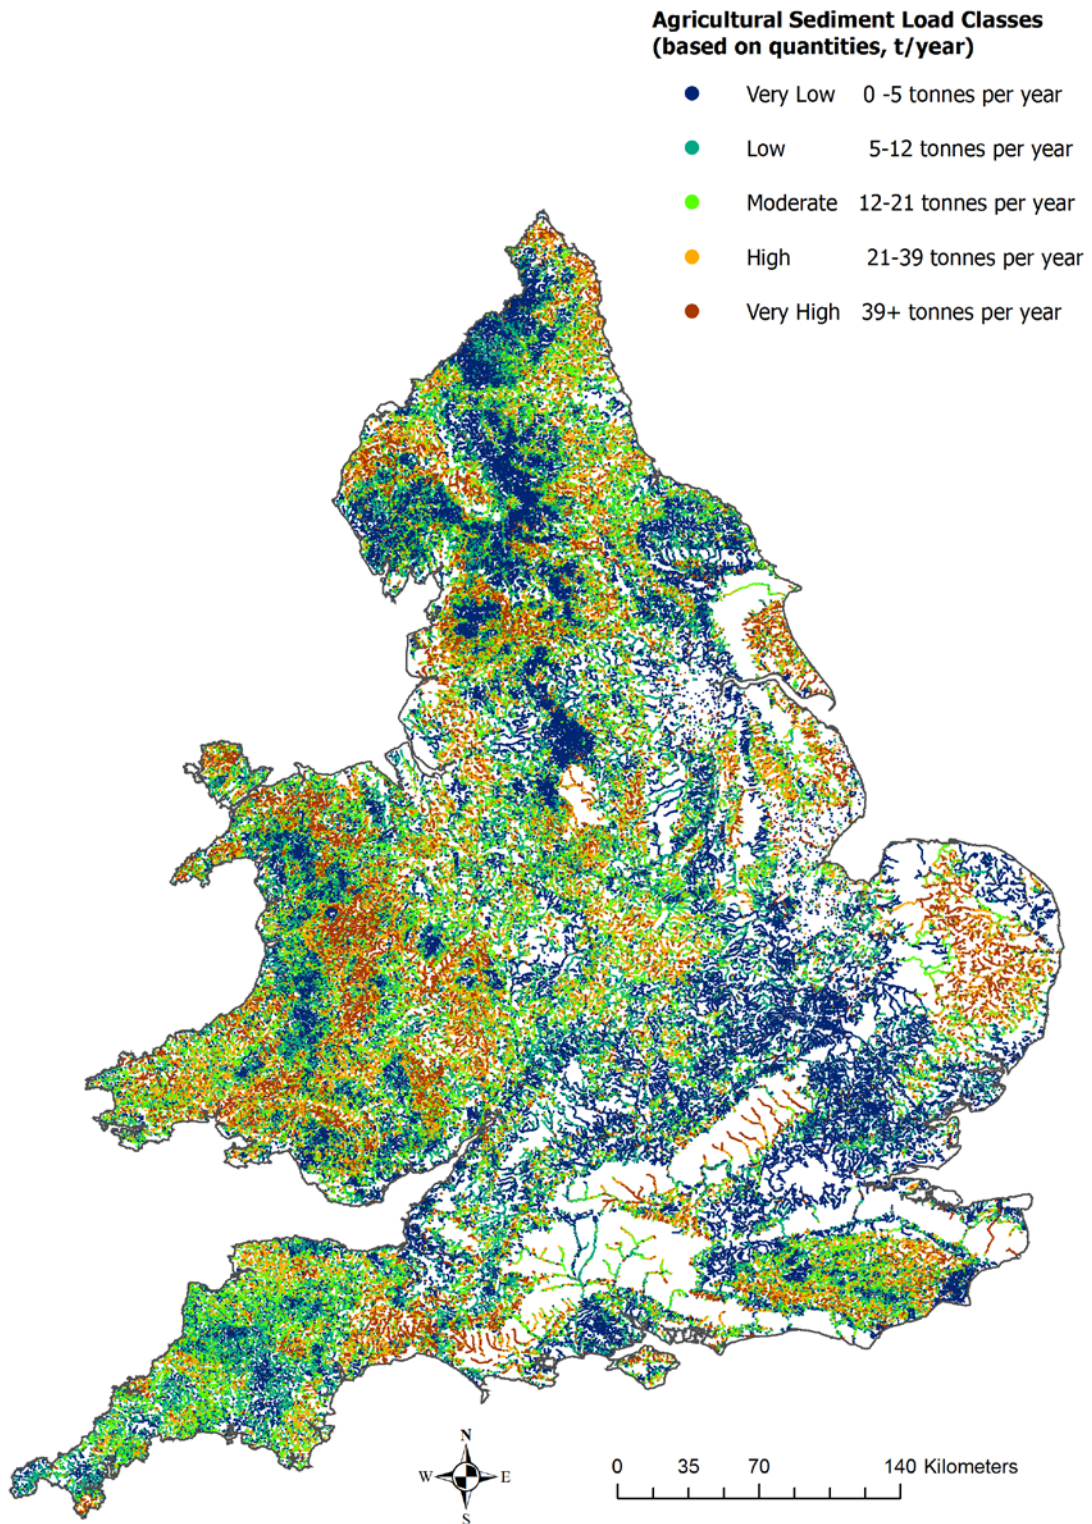 Agricultural Sediment Load Classes
(based on quantities, t/year)
Very Low 0 -5 tonnes per year
Low 5-12 tonnes per year
Moderate 12-21 tonnes per year
High 21-39 tonnes per year
Very High 39+ tonnes per year
N
W E
S
0 35 70 140 Kilometers